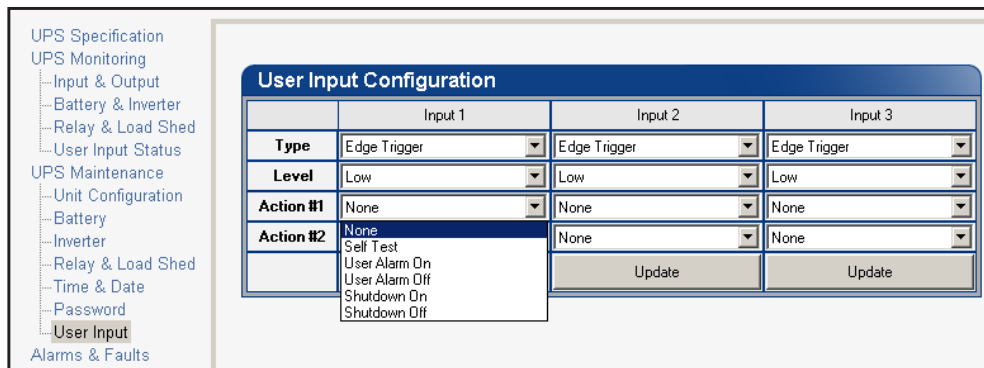 UPS Specification
UPS Monitoring
Input & Output
Battery & Inverter
Relay & Load Shed
User Input Status
UPS Maintenance
Unit Configuration
Battery
Inverter
Relay & Load Shed
Time & Date
Password
User Input
Alarms & Faults
User Input Configuration
Input 1 Input 2 Input 3
Type Edge Trigger Edge Trigger Edge Trigger
Level Low Low Low
Action #1 None None None
Action #2 None None
None
Self Test
User Alarm On
User Alarm Off
Shutdown On
Shutdown Off
Update Update